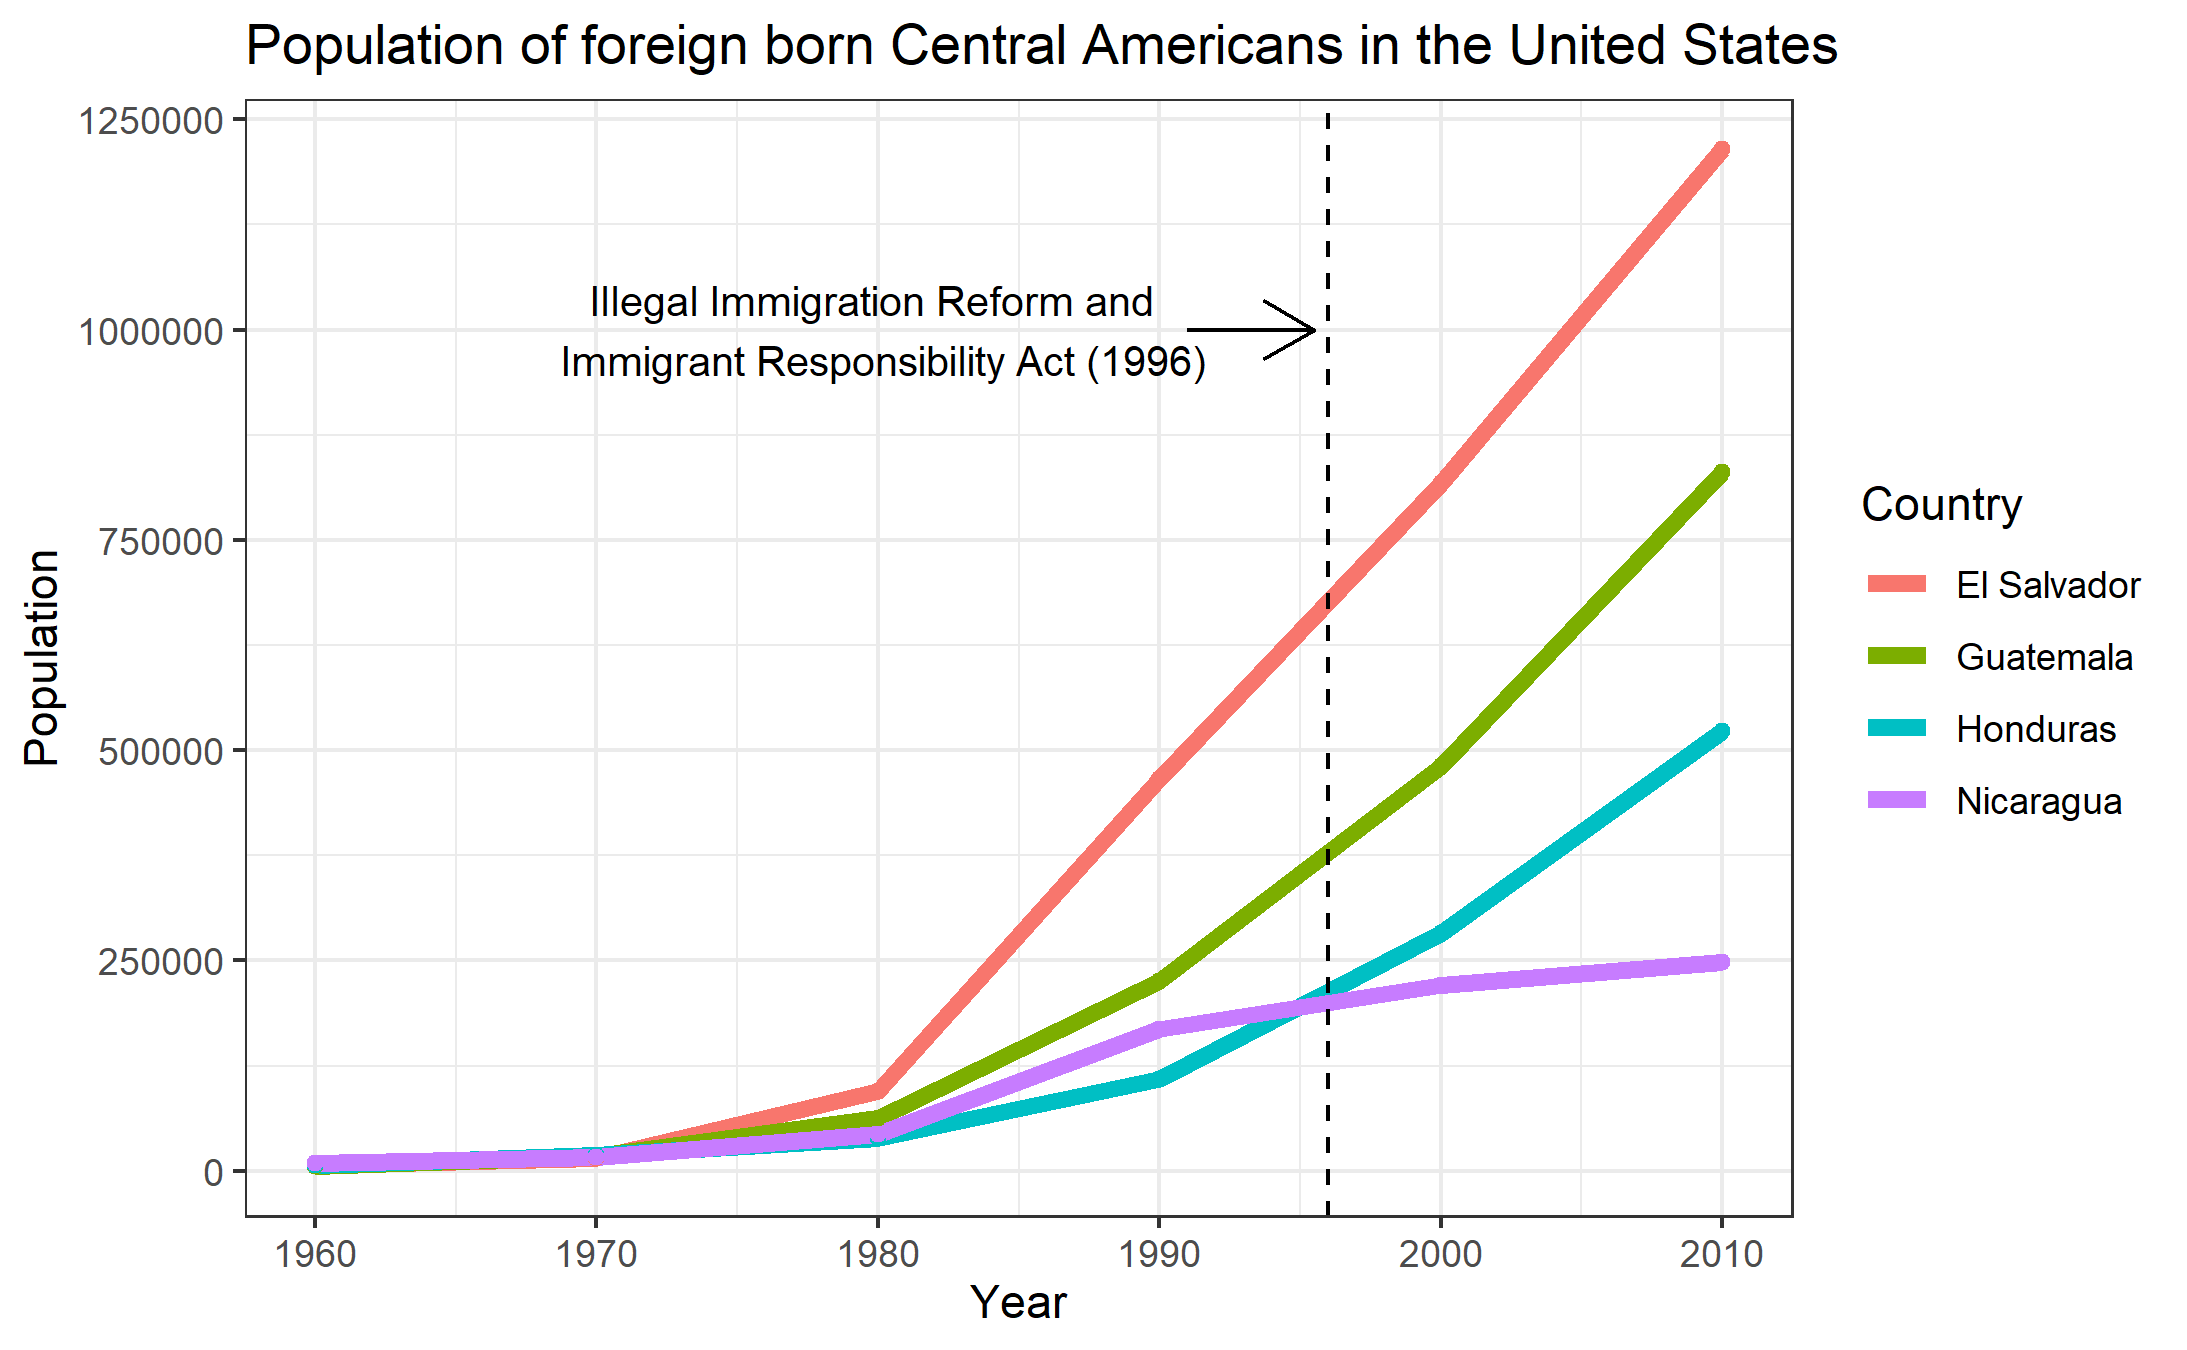 Population of foreign born Central Americans in the United States
1250000
1000000
750000
500000
250000
0
Population
Illegal Immigration Reform and
Immigrant Responsibility Act (1996)
1960 1970 1980 1990 2000 2010
Year
Country
El Salvador
Guatemala
Honduras
Nicaragua